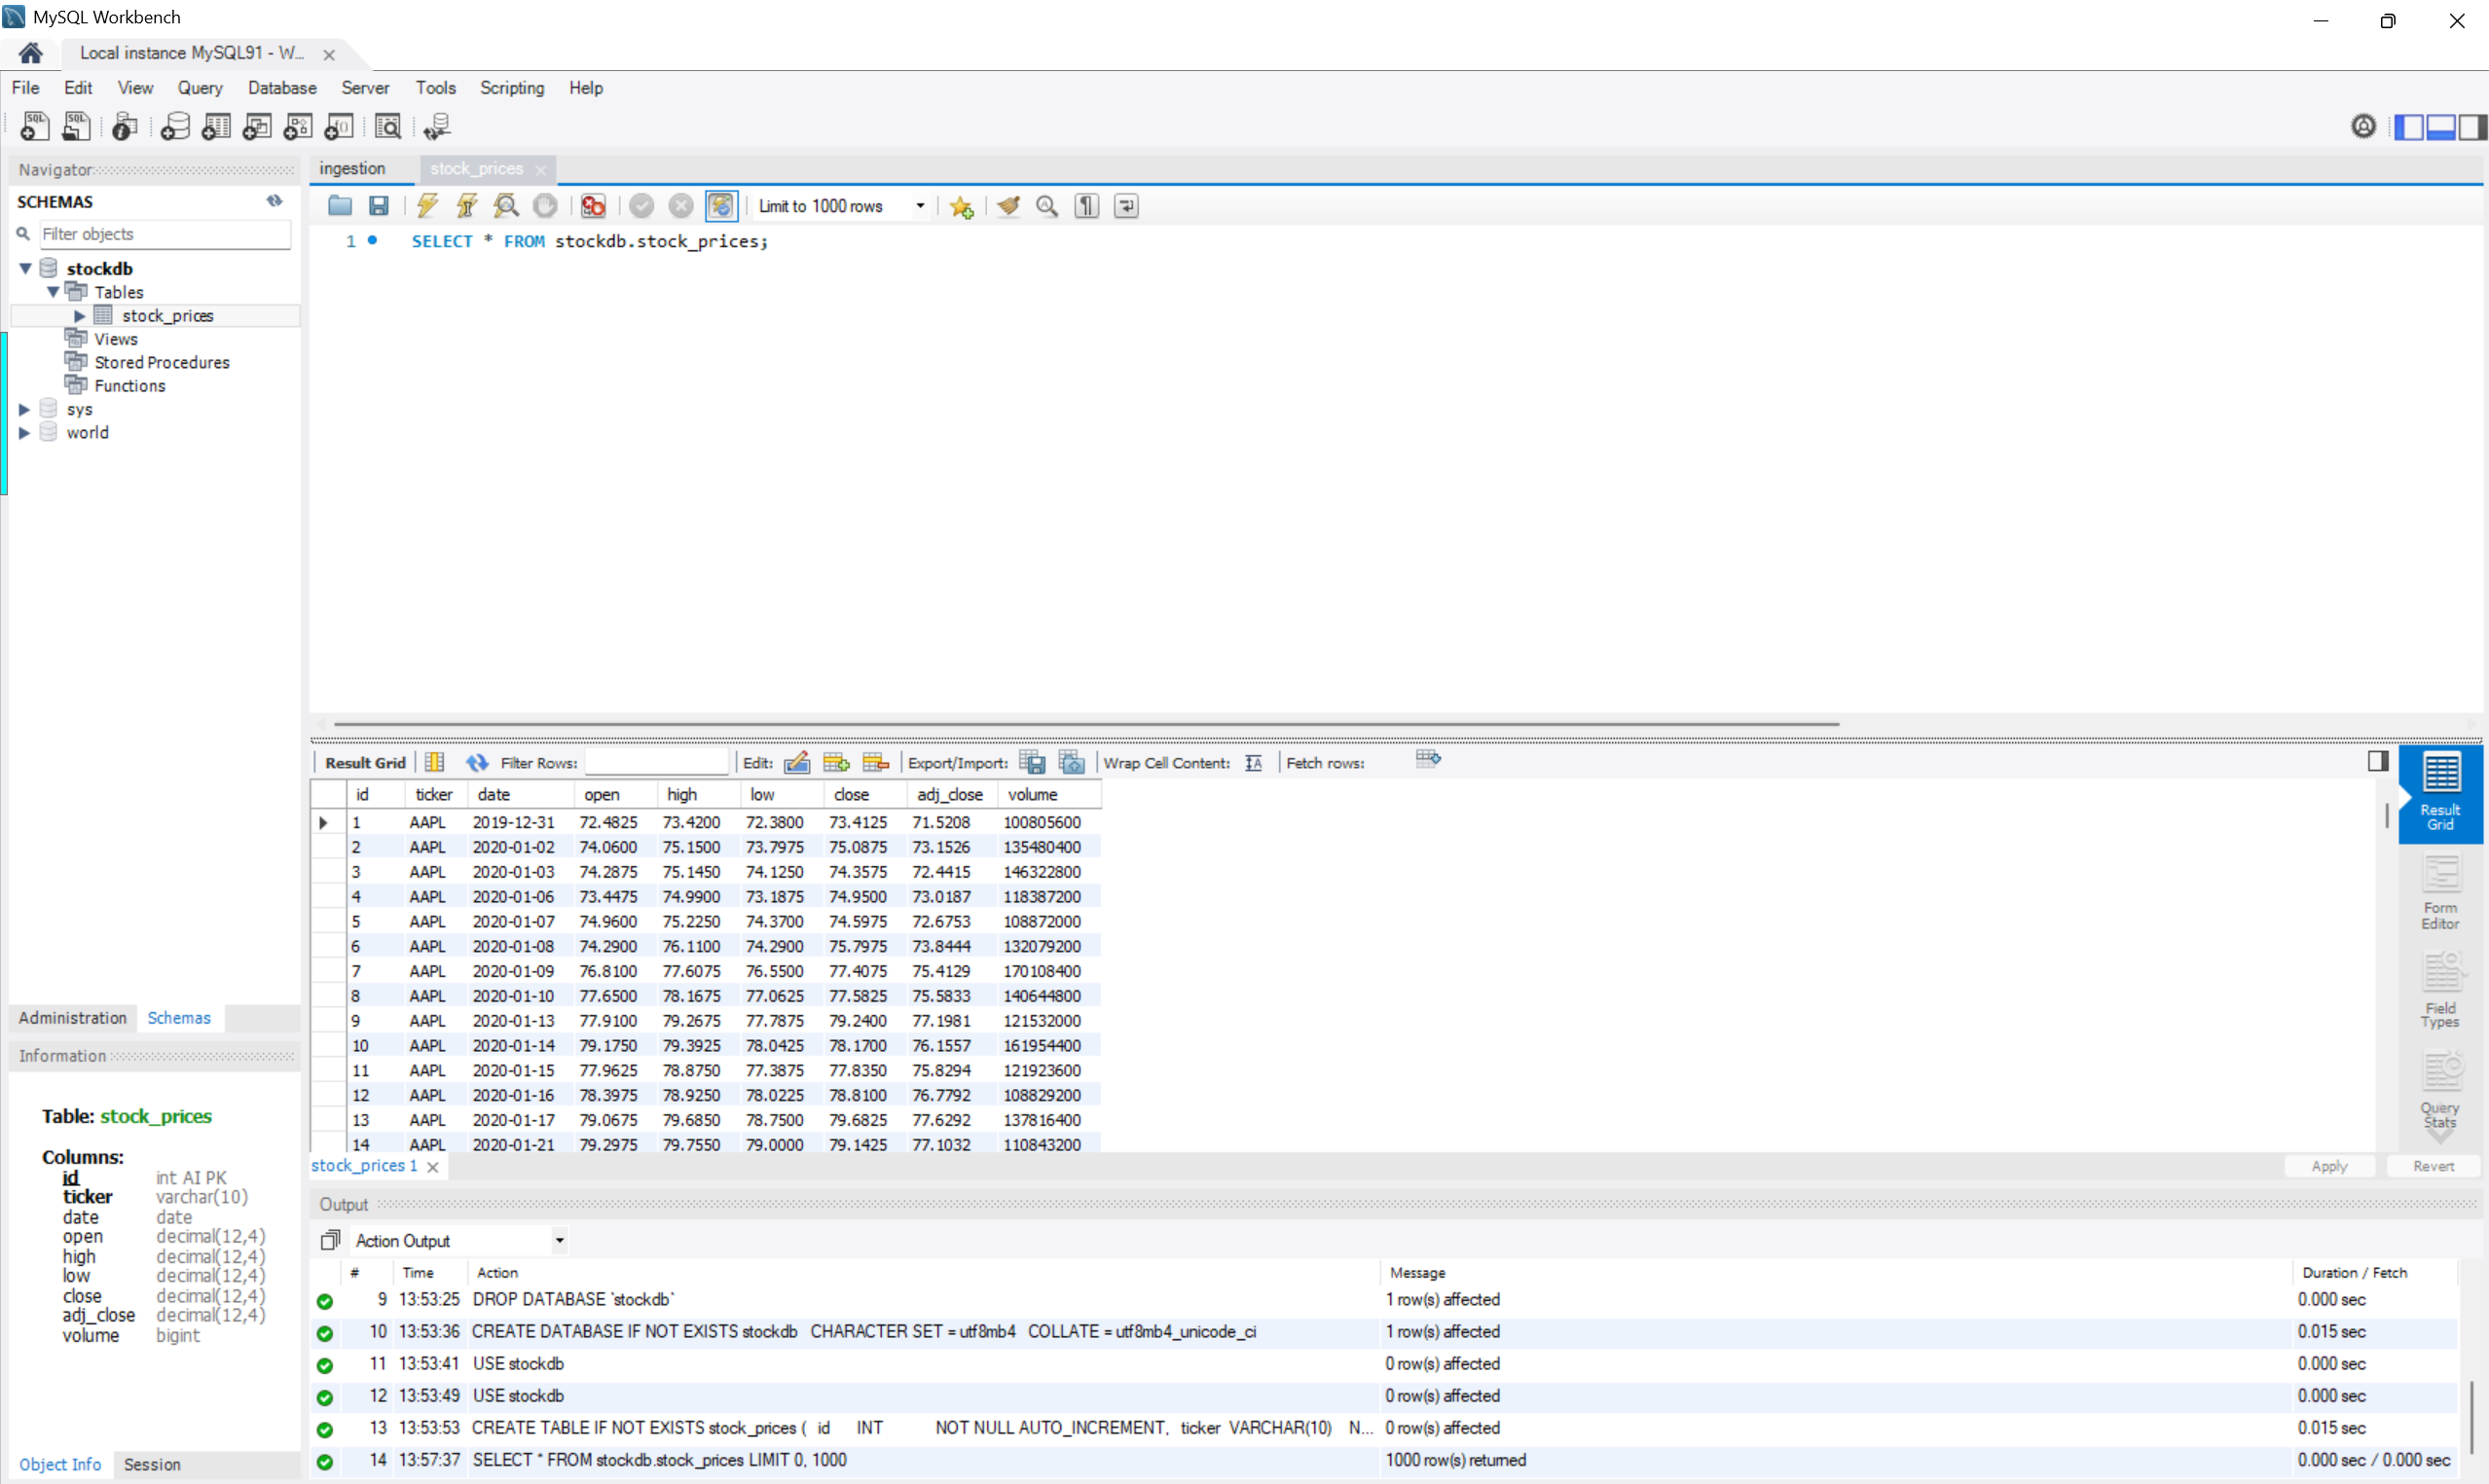 MySQL Workbench
Local instance MySQL91 - W...
File Edit View Query Database Server Tools Scripting Help
Navigator
SCHEMAS
Filter objects
stockdb
Tables
stock_prices
Views
Stored Procedures
Functions
sys
world
Administration Schemas
Information
Table: stock_prices
Columns:
id int AI PK
ticker varchar(10)
date date
open decimal(12,4)
high decimal(12,4)
low decimal(12,4)
close decimal(12,4)
adj_close decimal(12,4)
volume bigint
Object Info Session
ingestion stock_prices
Limit to 1000 rows
1 SELECT * FROM stockdb.stock_prices;
Result Grid Filter Rows: Edit: Export/Import: Wrap Cell Content: Fetch rows:
id ticker date open high low close adj_close volume
1 AAPL 2019-12-31 72.4825 73.4200 72.3800 73.4125 71.5208 100805600
2 AAPL 2020-01-02 74.0600 75.1500 73.7975 75.0875 73.1526 135480400
3 AAPL 2020-01-03 74.2875 75.1450 74.1250 74.3575 72.4415 146322800
4 AAPL 2020-01-06 73.4475 74.9900 73.1875 74.9500 73.0187 118387200
5 AAPL 2020-01-07 74.9600 75.2250 74.3700 74.5975 72.6753 108872000
6 AAPL 2020-01-08 74.2900 76.1100 74.2900 75.7975 73.8444 132079200
7 AAPL 2020-01-09 76.8100 77.6075 76.5500 77.4075 75.4129 170108400
8 AAPL 2020-01-10 77.6500 78.1675 77.0625 77.5825 75.5833 140644800
9 AAPL 2020-01-13 77.9100 79.2675 77.7875 79.2400 77.1981 121532000
10 AAPL 2020-01-14 79.1750 79.3925 78.0425 78.1700 76.1557 161954400
11 AAPL 2020-01-15 77.9625 78.8750 77.3875 77.8350 75.8294 121923600
12 AAPL 2020-01-16 78.3975 78.9250 78.0225 78.8100 76.7792 108829200
13 AAPL 2020-01-17 79.0675 79.6850 78.7500 79.6825 77.6292 137816400
14 AAPL 2020-01-21 79.2975 79.7550 79.0000 79.1425 77.1032 110843200
Result
Grid
Form
Editor
Field
Types
Query
Stats
stock_prices 1
Apply Revert
Output
Action Output
# Time Action Message Duration / Fetch
9 13:53:25 DROP DATABASE `stockdb` 1 row(s) affected 0.000 sec
10 13:53:36 CREATE DATABASE IF NOT EXISTS stockdb CHARACTER SET = utf8mb4 COLLATE = utf8mb4_unicode_ci 1 row(s) affected 0.015 sec
11 13:53:41 USE stockdb 0 row(s) affected 0.000 sec
12 13:53:49 USE stockdb 0 row(s) affected 0.000 sec
13 13:53:53 CREATE TABLE IF NOT EXISTS stock_prices ( id INT NOT NULL AUTO_INCREMENT, ticker VARCHAR(10) N... 0 row(s) affected 0.015 sec
14 13:57:37 SELECT * FROM stockdb.stock_prices LIMIT 0, 1000 1000 row(s) returned 0.000 sec / 0.000 sec